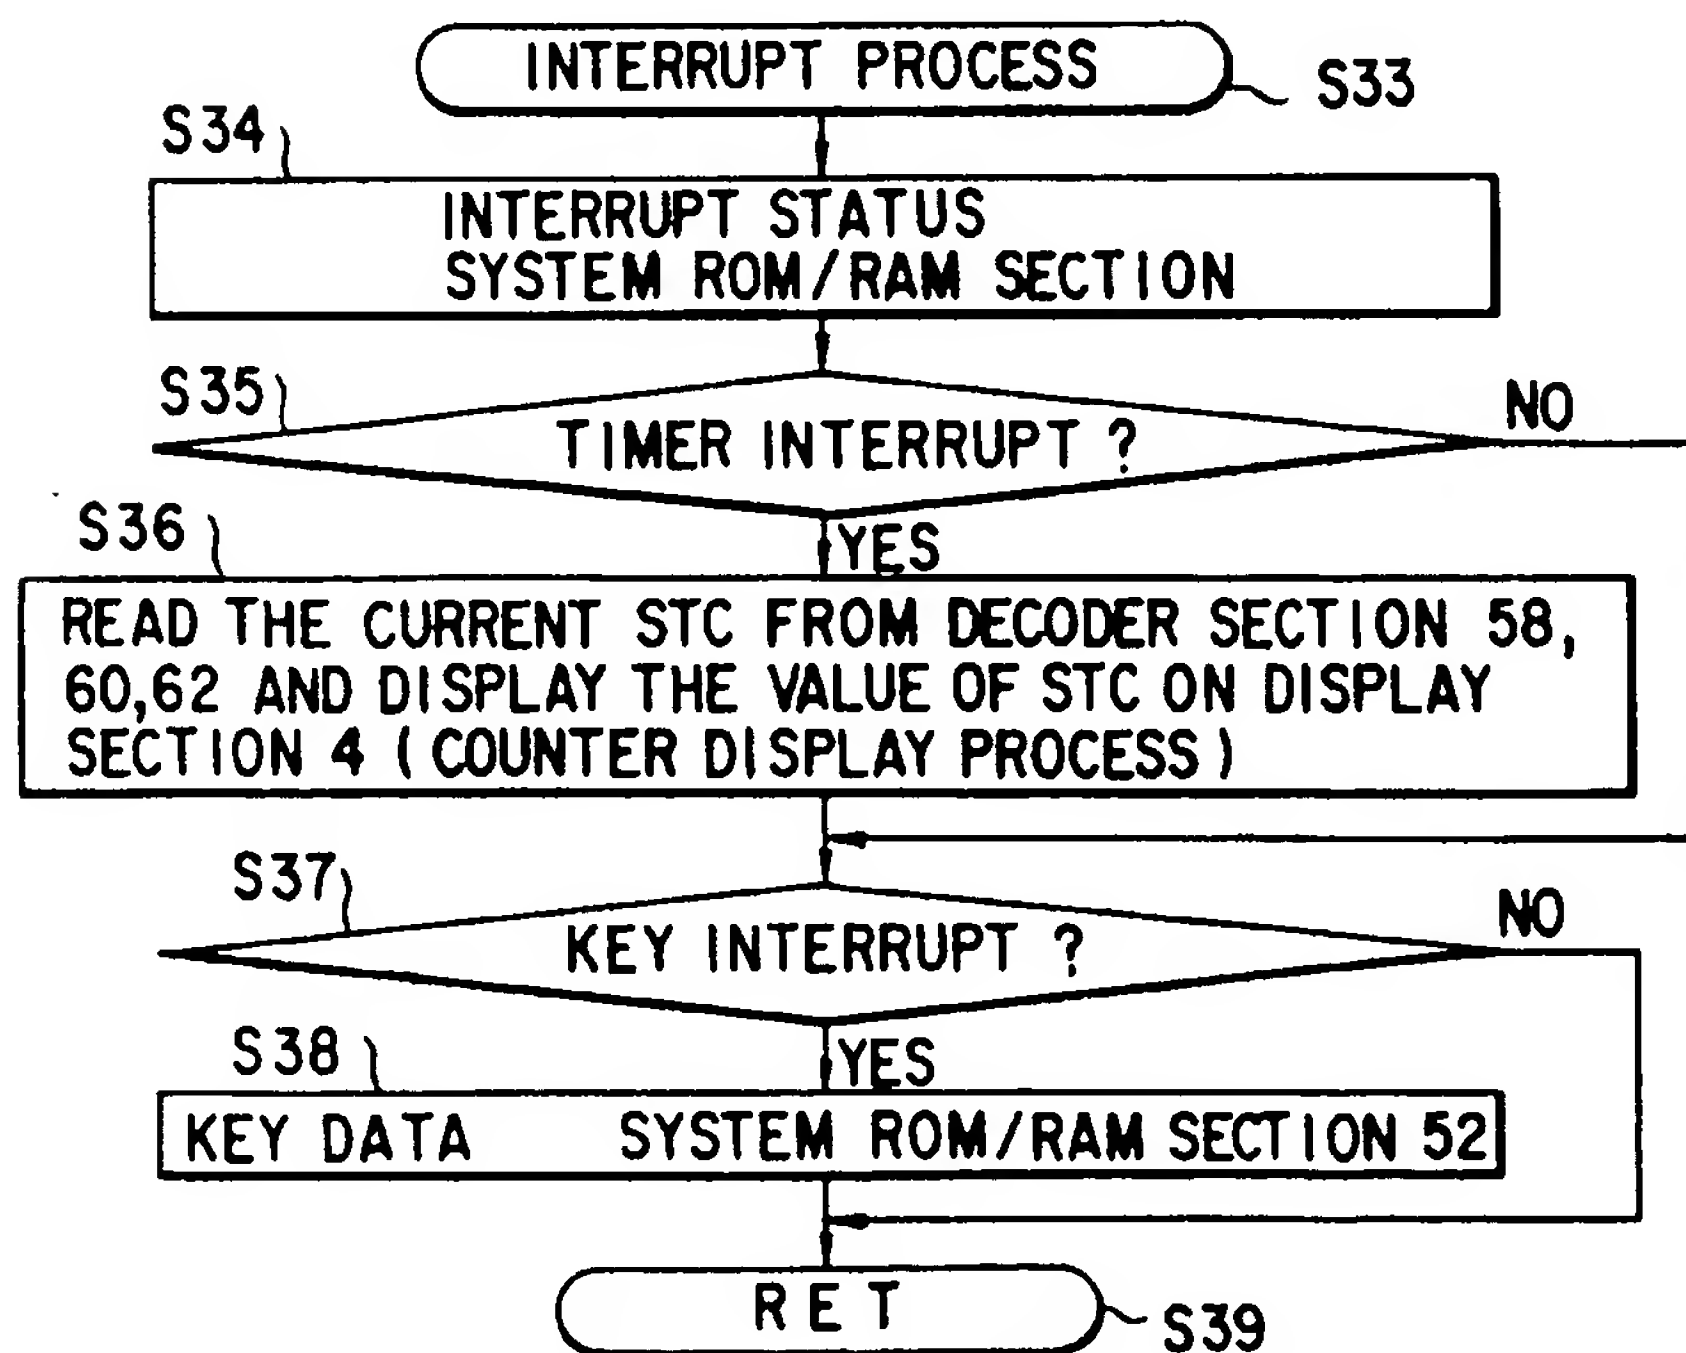 INTERRUPT PROCESS
S33
S34
INTERRUPT STATUS
SYSTEM ROM/RAM SECTION
S35
TIMER INTERRUPT ?
NO
YES
S36
READ THE CURRENT STC FROM DECODER SECTION 58,
60,62 AND DISPLAY THE VALUE OF STC ON DISPLAY
SECTION 4 (COUNTER DISPLAY PROCESS)
S37
KEY INTERRUPT ?
NO
YES
S38
KEY DATA SYSTEM ROM/RAM SECTION 52
RET
S39